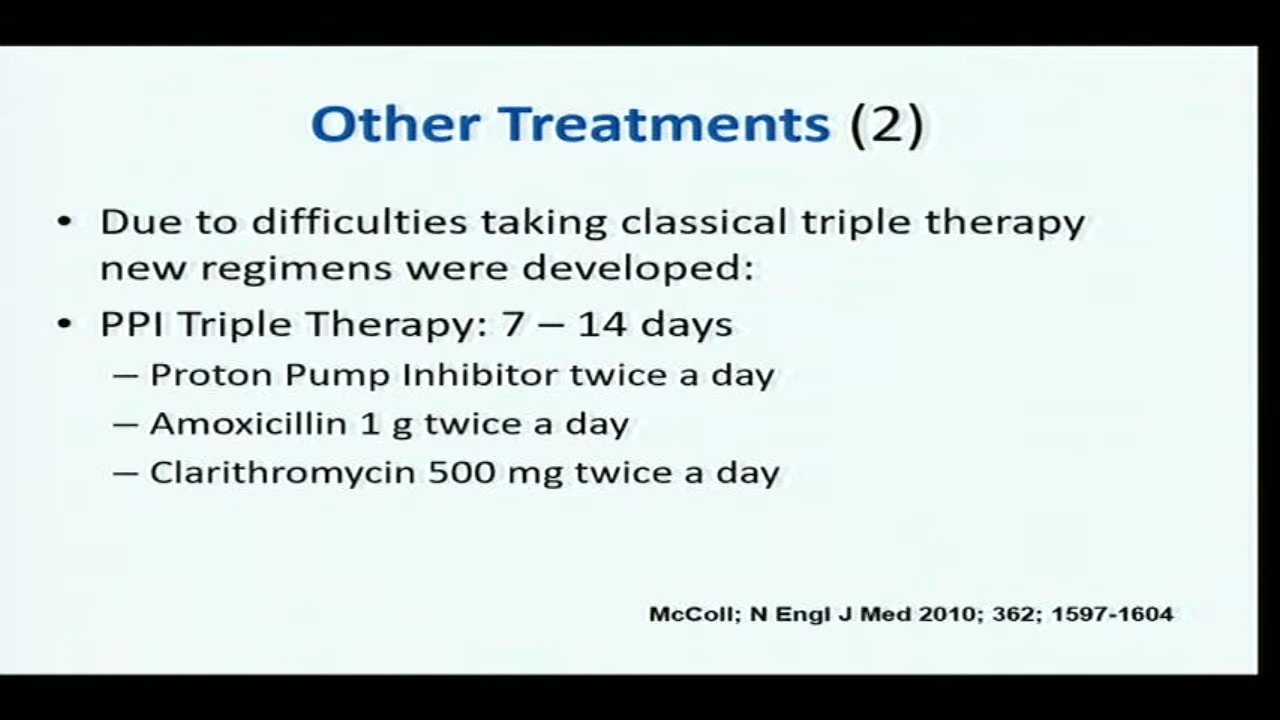 Other Treatments (2)
• Due to difficulties taking classical triple therapy
new regimens were developed:
• PPI Triple Therapy: 7 – 14 days
– Proton Pump Inhibitor twice a day
– Amoxicillin 1 g twice a day
– Clarithromycin 500 mg twice a day
McColl; N Engl J Med 2010; 362; 1597-1604